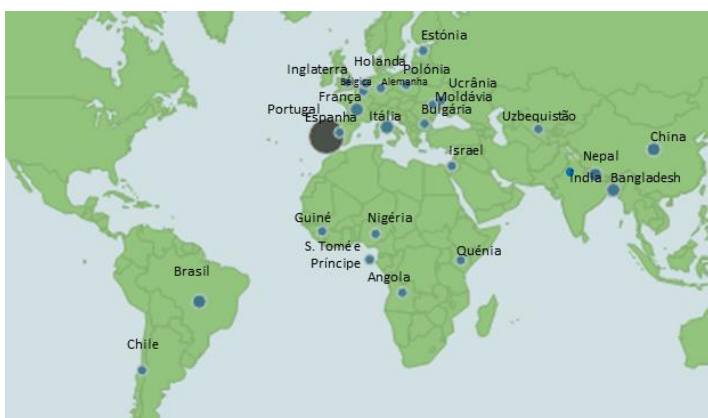 Estónia
Holanda
Inglaterra
Bélgica
Alemanha
Polónia
Ucrânia
França
Moldávia
Portugal
Espanha
Itália
Bulgária
Uzbequistão
China
Israel
Nepal
India
Bangladesh
Guiné
Nigéria
S. Tomé e
Príncipe
Quénia
Brasil
Angola
Chile